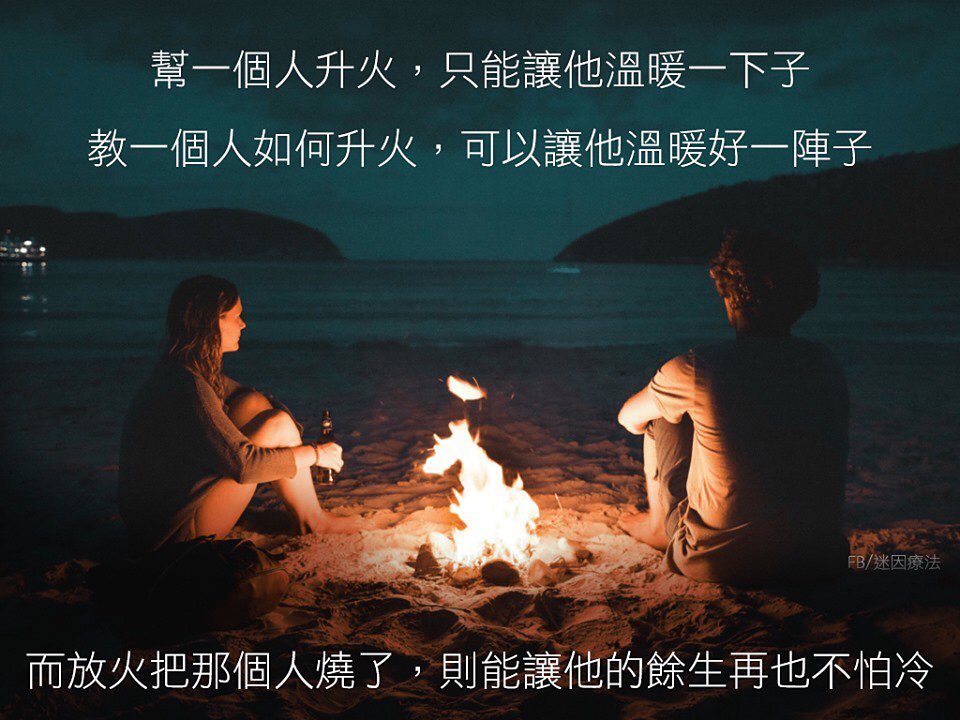 幫一個人升火，只能讓他溫暖一下子
教一個人如何升火，可以讓他溫暖好一陣子
FB/迷因療法
而放火把那個人燒了，則能讓他的餘生再也不怕冷